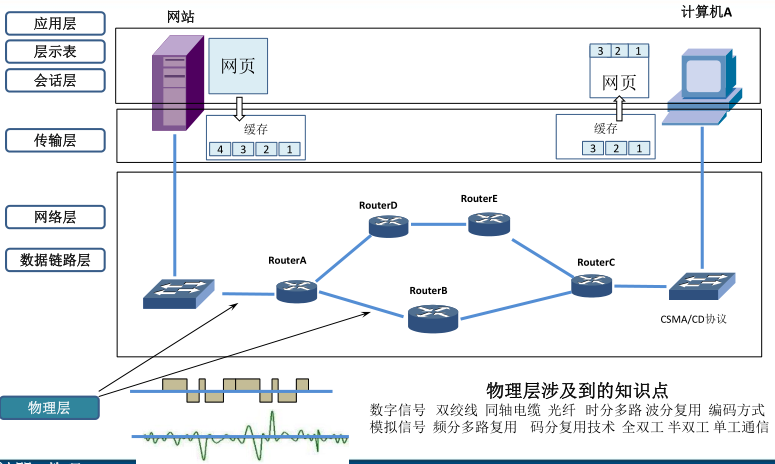 应用层
网站
计算机A
层示表
会话层
网页
3 2 1
网页
传输层
缓存
4 3 2 1
缓存
3 2 1
网络层
RouterD
RouterE
数据链路层
RouterA
RouterC
RouterB
CSMA/CD协议
物理层
物理层涉及到的知识点
数字信号 双绞线 同轴电缆 光纤 时分多路 波分复用 编码方式
模拟信号 频分多路复用 码分复用技术 全双工 半双工 单工通信